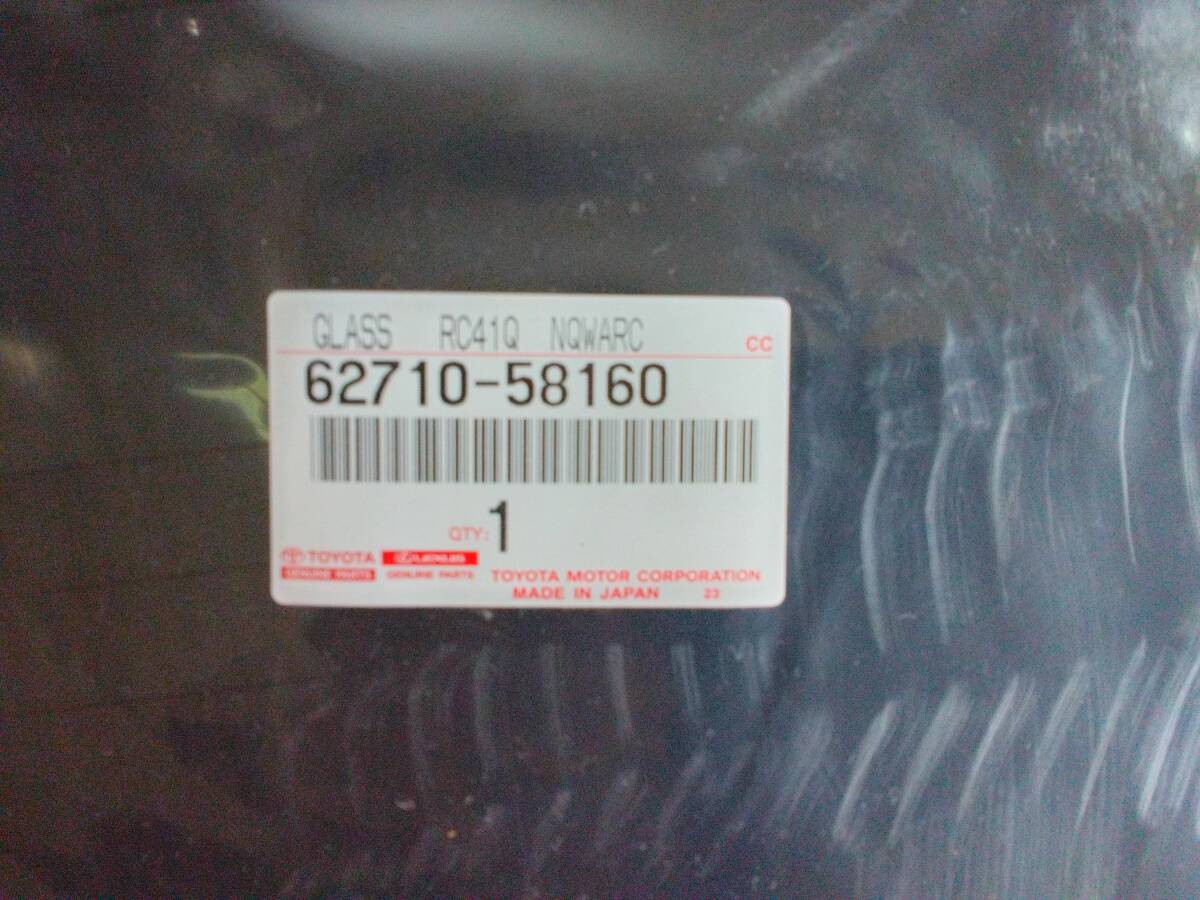 GLASS RC41Q NQWARC
CC
62710-58160
QTY: 1
TOYOTA
GENUINE PARTS
LEXUS
GENUINE PARTS
TOYOTA MOTOR CORPORATION
MADE IN JAPAN 23